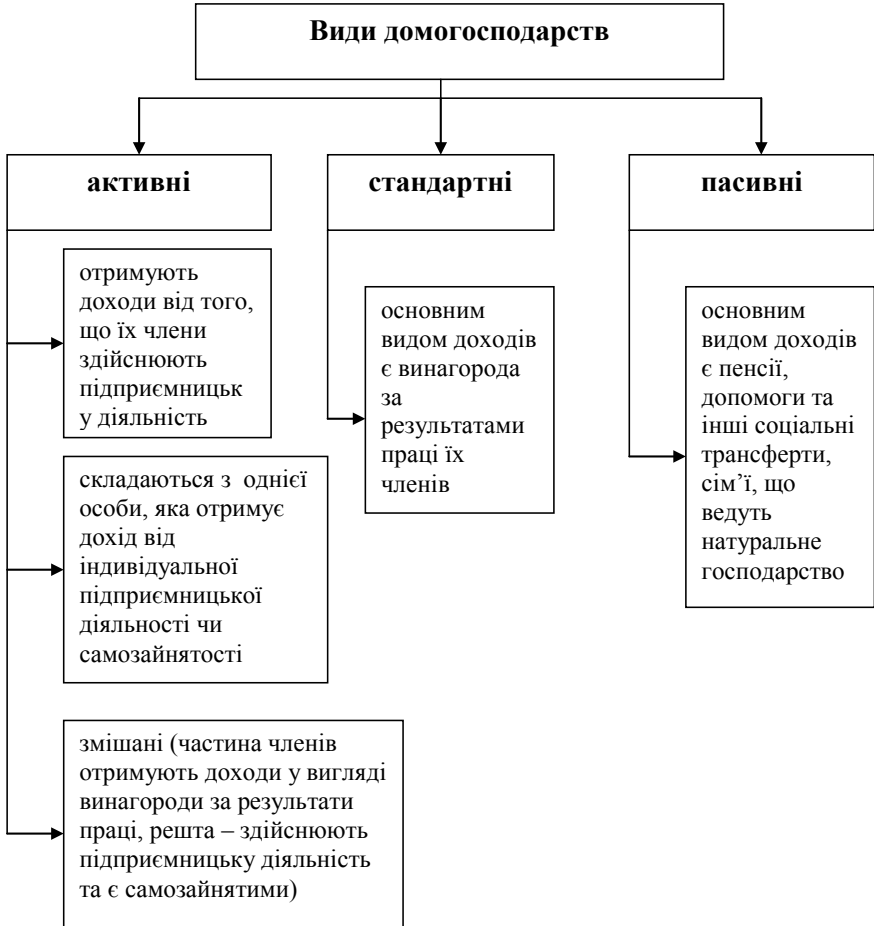 Види домогосподарств
активні
стандартні
пасивні
отримують
доходи від того,
що їх члени
здійснюють
підприємницьк
у діяльність
складаються з однієї
особи, яка отримує
дохід від
індивідуальної
підприємницької
діяльності чи
самозайнятості
змішані (частина членів
отримують доходи у вигляді
винагороди за результати
праці, решта – здійснюють
підприємницьку діяльність
та є самозайнятими)
основним
видом доходів
є винагорода
за
результатами
праці їх
членів
основним
видом доходів
є пенсії,
допомоги та
інші соціальні
трансферти,
сім’ї, що
ведуть
натуральне
господарство